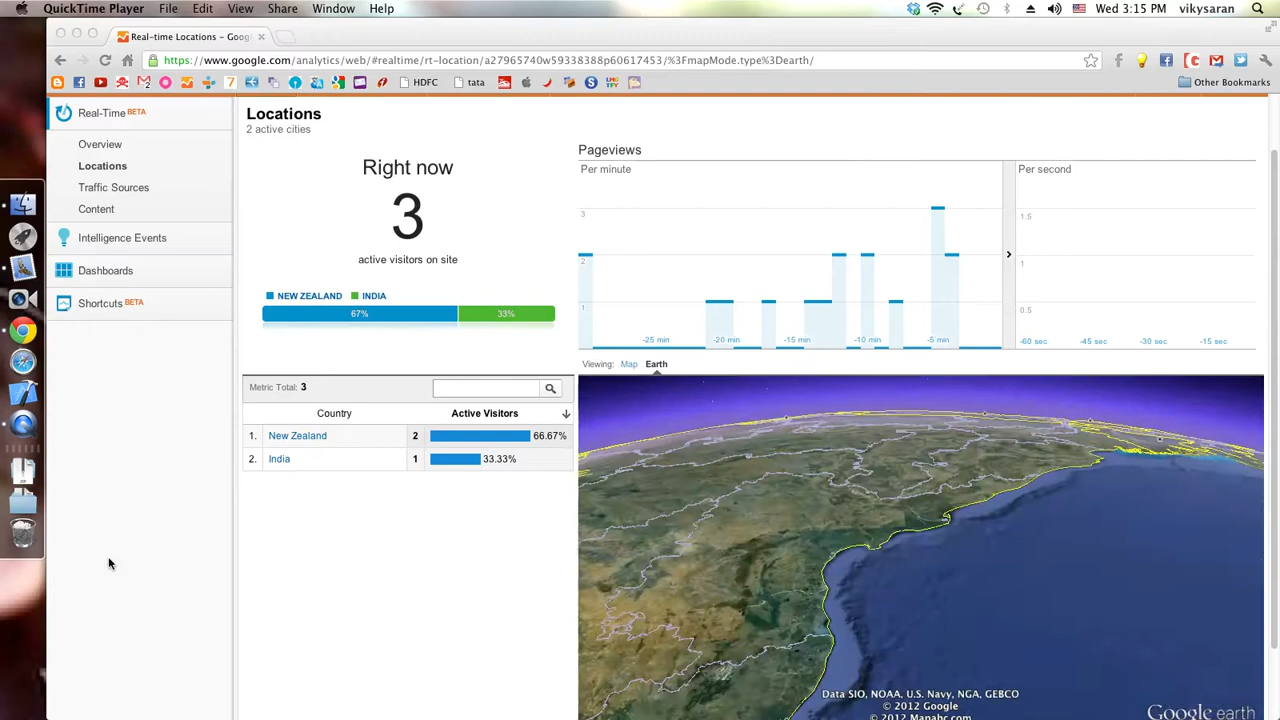 QuickTime Player File Edit View Share Window Help
Wed 3:15 PM vikysaran
Real-time Locations – Goog
https://www.google.com/analytics/web/#realtime/rt-location/a27965740w59338388p60617453/%3FmapMode.type%3Dearth/
HDFC tata Other Bookmarks
Real-Time BETA
Overview
Locations
Traffic Sources
Content
Intelligence Events
Dashboards
Shortcuts BETA
Locations
2 active cities
Right now
3
active visitors on site
NEW ZEALAND INDIA
67% 33%
Pageviews
Per minute
3
2
1
-25 min -20 min -15 min -10 min -5 min
Per second
1.5
1
0.5
-60 sec -45 sec -30 sec -15 sec
Viewing: Map Earth
Metric Total: 3
Country Active Visitors
1. New Zealand 2 66.67%
2. India 1 33.33%
Data SIO, NOAA, U.S. Navy, NGA, GEBCO
© 2012 Google
© 2012 Mapabc.com
Google earth